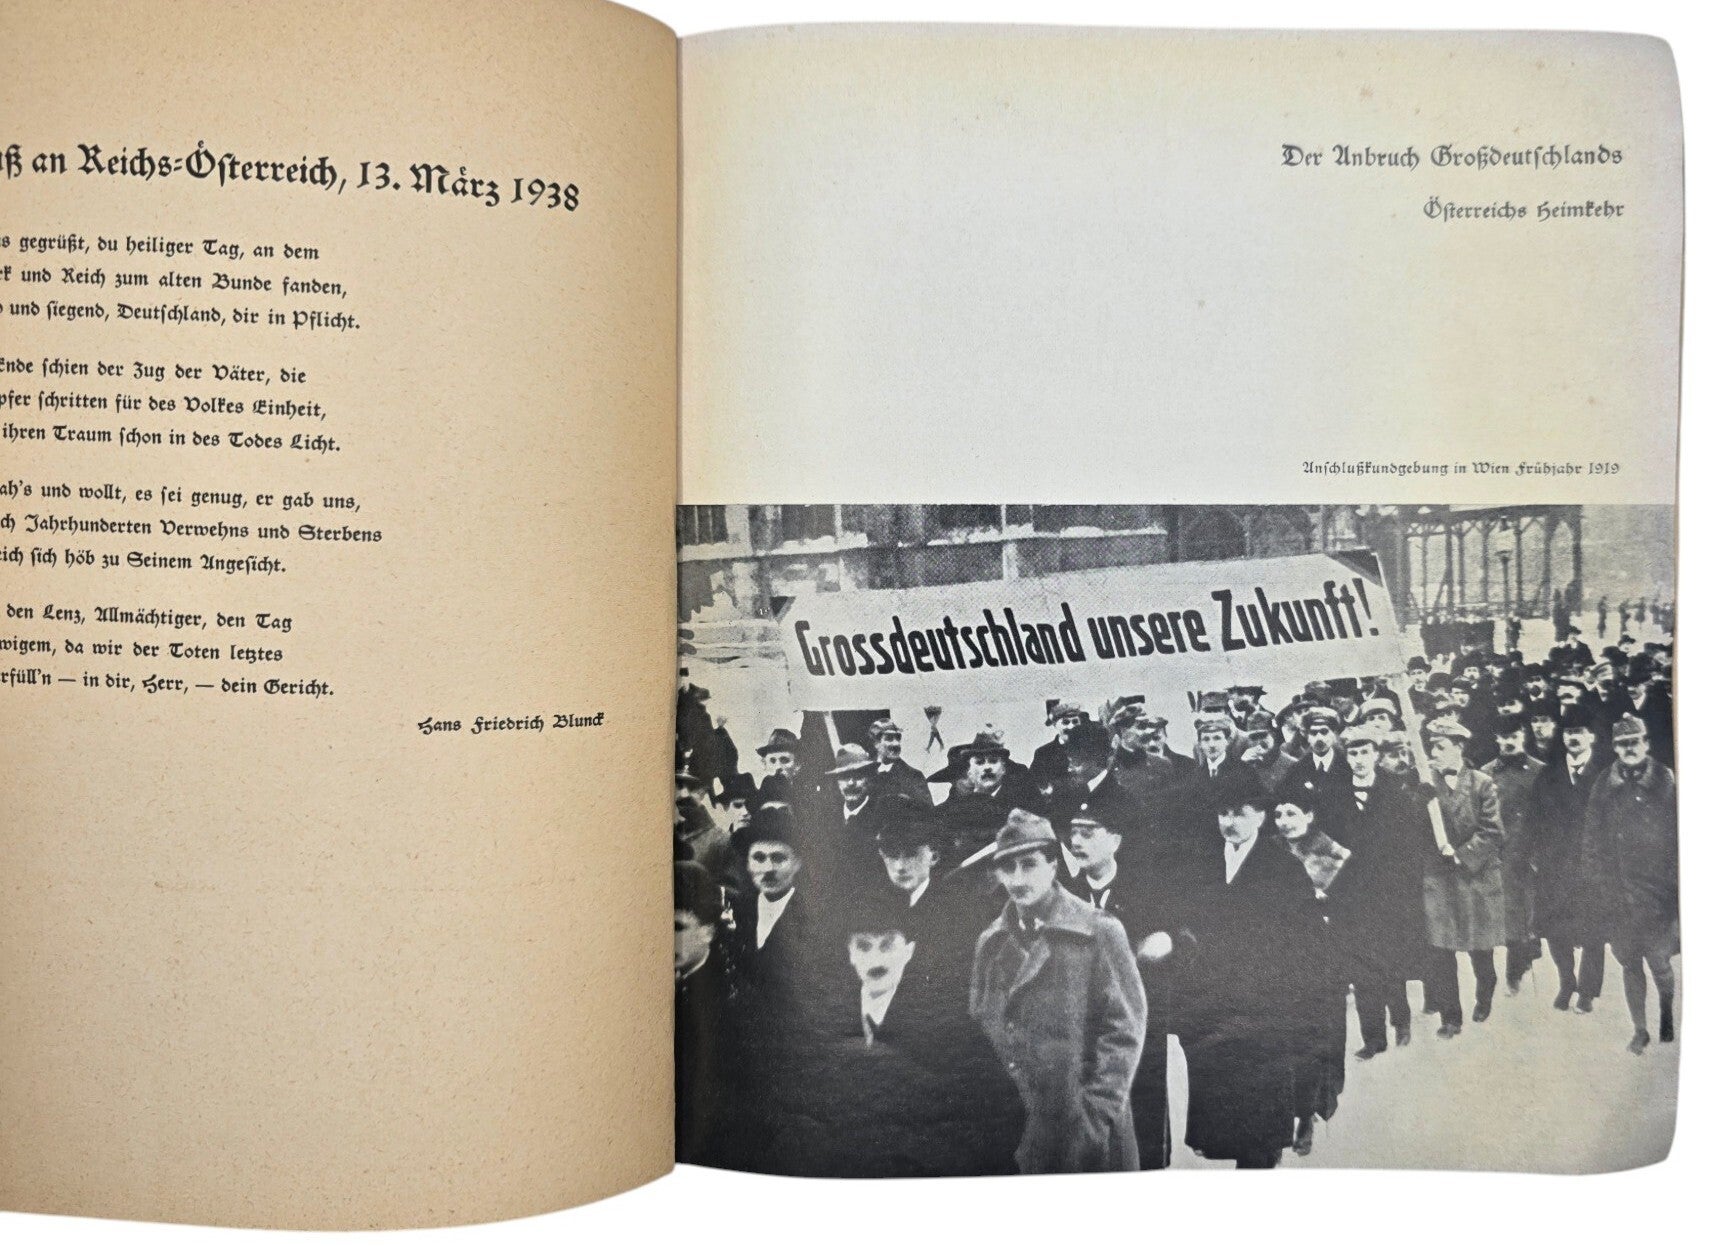 uß an Reichs-Österreich, 13. März 1938
s gegrüßt, du heiliger Tag, an dem
rk und Reich zum alten Bunde fanden,
und siegend, Deutschland, dir in Pflicht.
Ende schien der Zug der Väter, die
pfer schritten für des Volkes Einheit,
ihren Traum schon in des Todes Licht.
ah's und wollt, es sei genug, er gab uns,
ch Jahrhunderten Verwehns und Sterbens
eich sich höb zu Seinem Angesicht.
den Lenz, Allmächtiger, den Tag
wigem, da wir der Toten letztes
rfüll'n — in dir, Herr, — dein Gericht.
Hans Friedrich Blunck
Der Anbruch Großdeutschlands
Österreichs Heimkehr
Anschlußkundgebung in Wien Frühjahr 1919
Grossdeutschland unsere Zukunft!